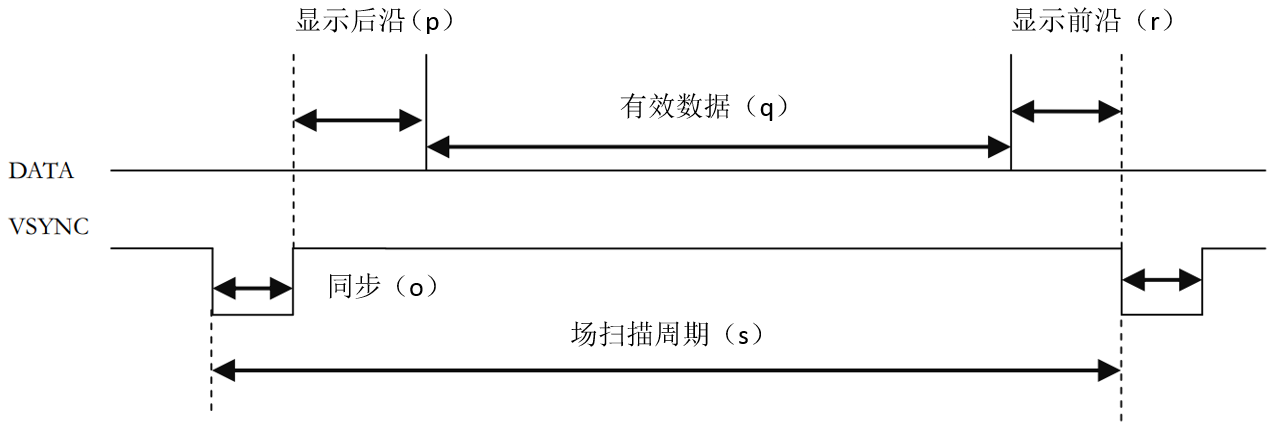 显示后沿(p)
显示前沿(r)
有效数据(q)
DATA
VSYNC
同步(o)
场扫描周期(s)